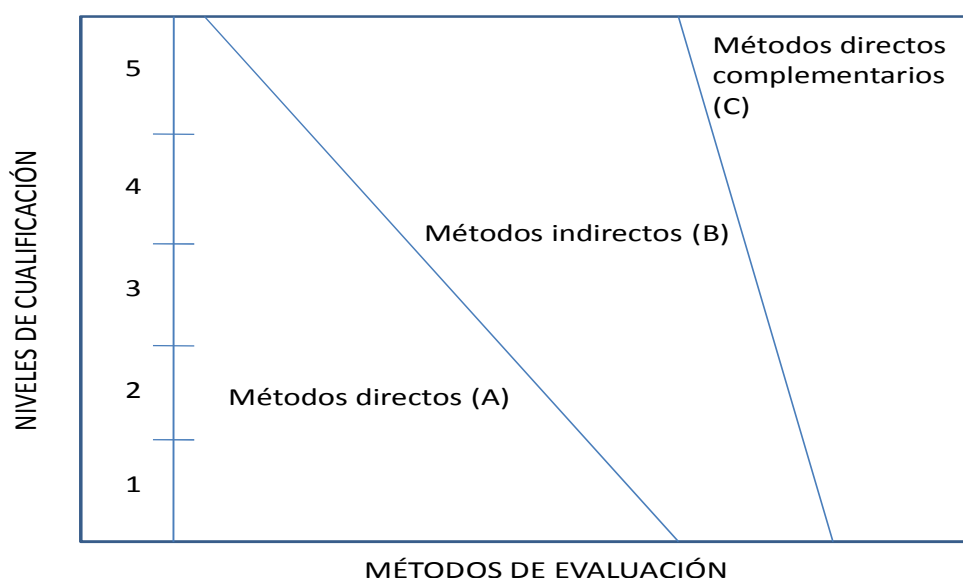 NIVELES DE CUALIFICACIÓN
5
4
3
2
1
Métodos directos
complementarios
(C)
Métodos indirectos (B)
Métodos directos (A)
MÉTODOS DE EVALUACIÓN